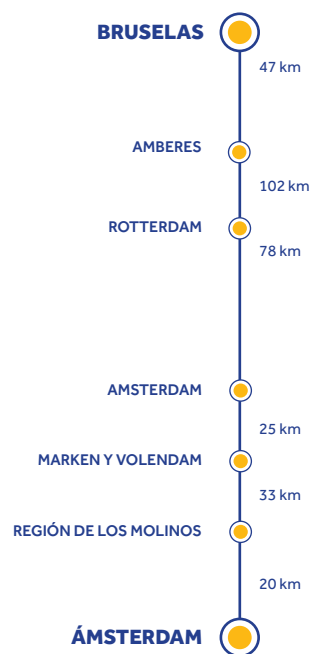 BRUSELAS
47 km
AMBERES
102 km
ROTTERDAM
78 km
AMSTERDAM
25 km
MARKEN Y VOLENDAM
33 km
REGIÓN DE LOS MOLINOS
20 km
ÁMSTERDAM